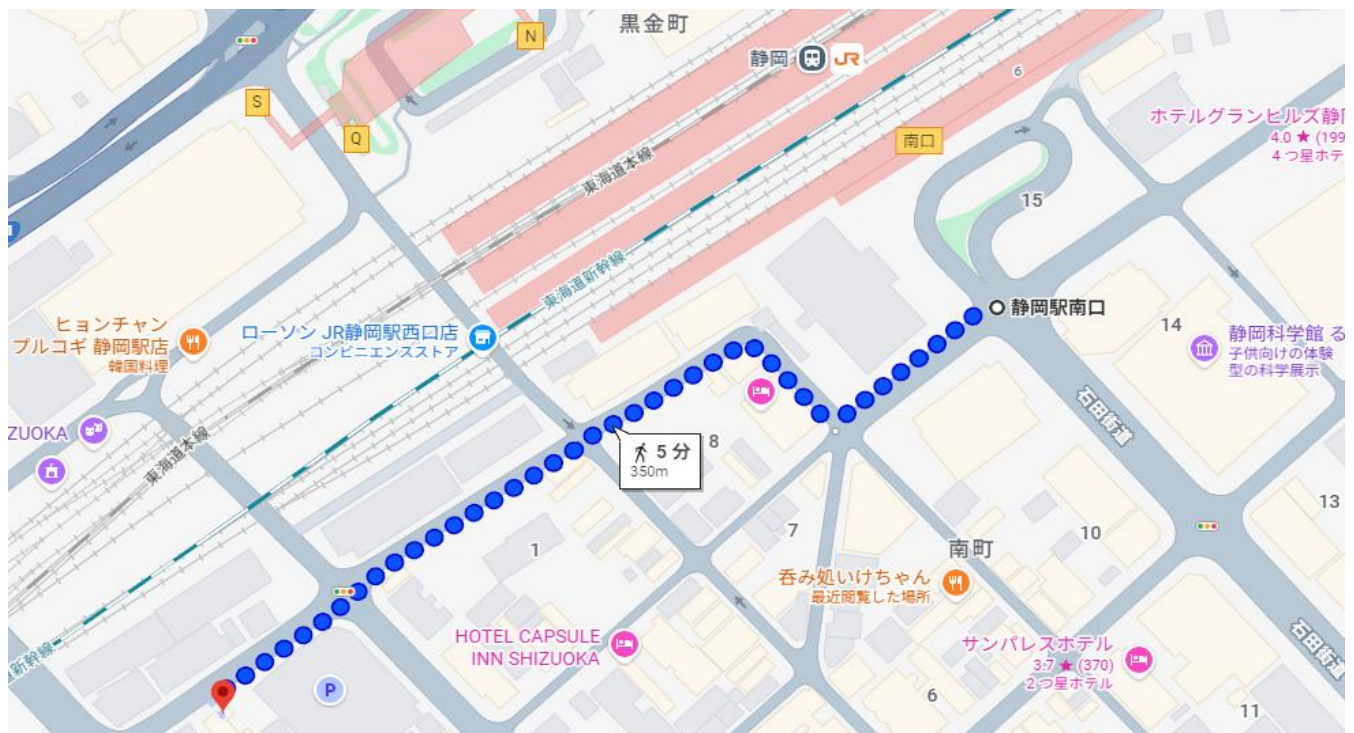 黒金町
N
静岡
JR
6
S
Q
南口
ホテルグランヒルズ静
4.0 ★ (199
4 つ星ホテ
東海道本線
15
東海道新幹線
静岡駅南口
ヒョンチャン
プルコギ 静岡駅店
韓国料理
ローソン JR静岡駅西口店
コンビニエンスストア
14
静岡科学館 る
子供向けの体験
型の科学展示
石田街道
ZUOKA
東海道本線
8
5 分
350m
13
7
10
1
南町
呑み処いけちゃん
最近閲覧した場所
HOTEL CAPSULE
INN SHIZUOKA
サンパレスホテル
3.7 ★ (370)
2 つ星ホテル
石田街道
新幹線
P
6
11